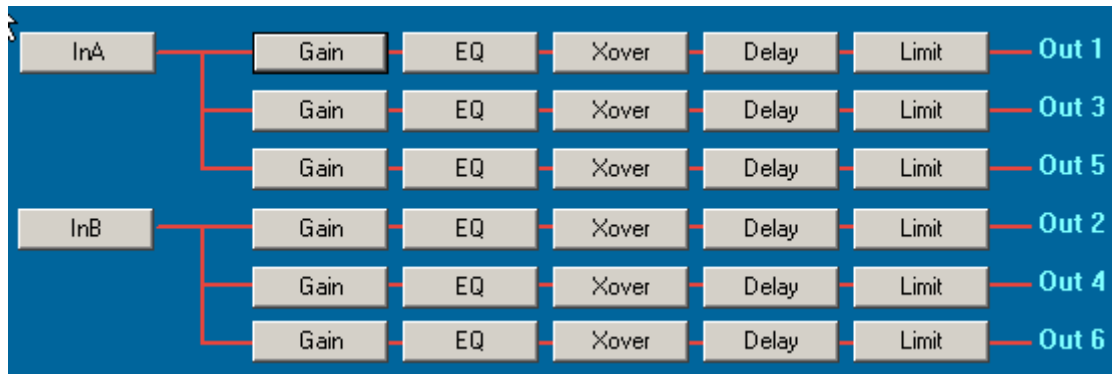 InA Gain EQ Xover Delay Limit Out 1
Gain EQ Xover Delay Limit Out 3
Gain EQ Xover Delay Limit Out 5
InB Gain EQ Xover Delay Limit Out 2
Gain EQ Xover Delay Limit Out 4
Gain EQ Xover Delay Limit Out 6